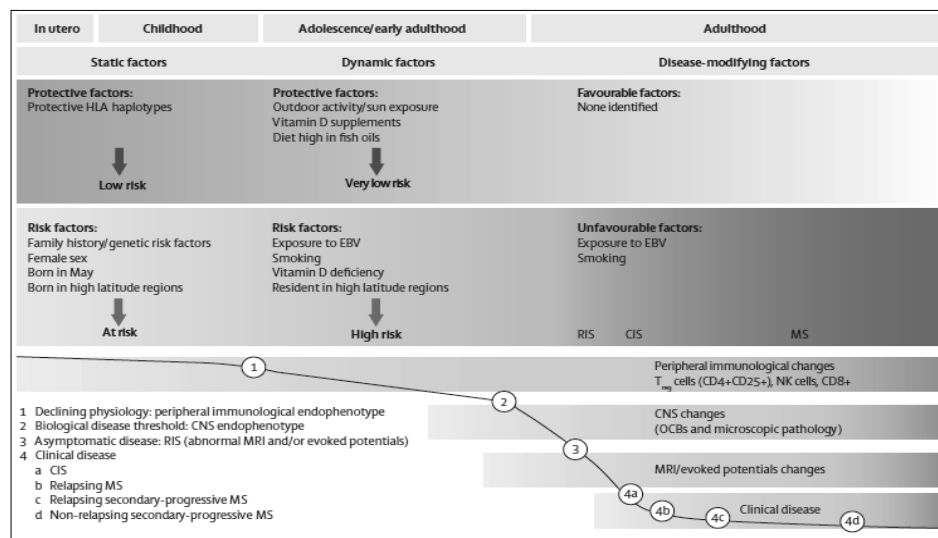 In utero
Childhood
Adolescence/early adulthood
Adulthood
Static factors
Dynamic factors
Disease-modifying factors
Protective factors:
Protective HLA haplotypes
Low risk
Protective factors:
Outdoor activity/sun exposure
Vitamin D supplements
Diet high in fish oils
Very low risk
Favourable factors:
None identified
Risk factors:
Family history/genetic risk factors
Female sex
Born in May
Born in high latitude regions
At risk
Risk factors:
Exposure to EBV
Smoking
Vitamin D deficiency
Resident in high latitude regions
High risk
Unfavourable factors:
Exposure to EBV
Smoking
RIS
CIS
MS
Peripheral immunological changes
Treg cells (CD4+CD25+), NK cells, CD8+
CNS changes
(OCBs and microscopic pathology)
MRI/evoked potentials changes
Clinical disease
1
2
3
4a
4b
4c
4d
1 Declining physiology: peripheral immunological endophenotype
2 Biological disease threshold: CNS endophenotype
3 Asymptomatic disease: RIS (abnormal MRI and/or evoked potentials)
4 Clinical disease
a CIS
b Relapsing MS
c Relapsing secondary-progressive MS
d Non-relapsing secondary-progressive MS